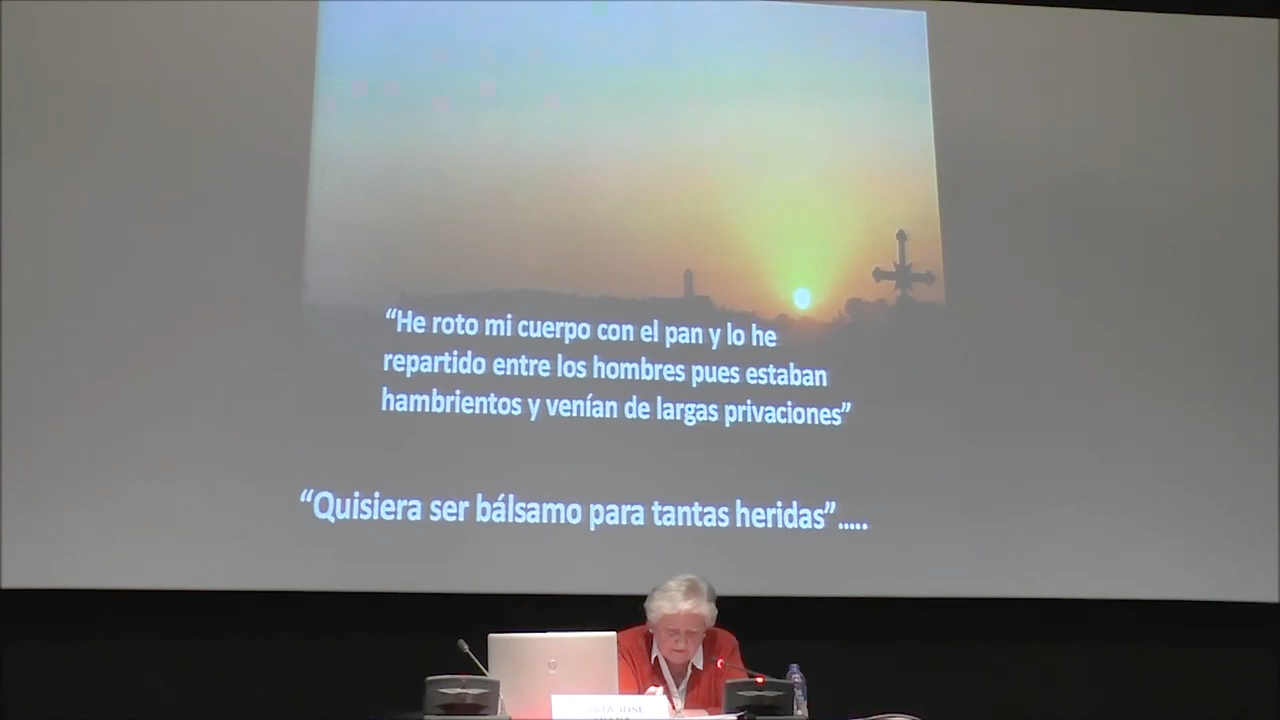 “He roto mi cuerpo con el pan y lo he
repartido entre los hombres pues estaban
hambrientos y venían de largas privaciones”
“Quisiera ser bálsamo para tantas heridas”.....
JOSÉ